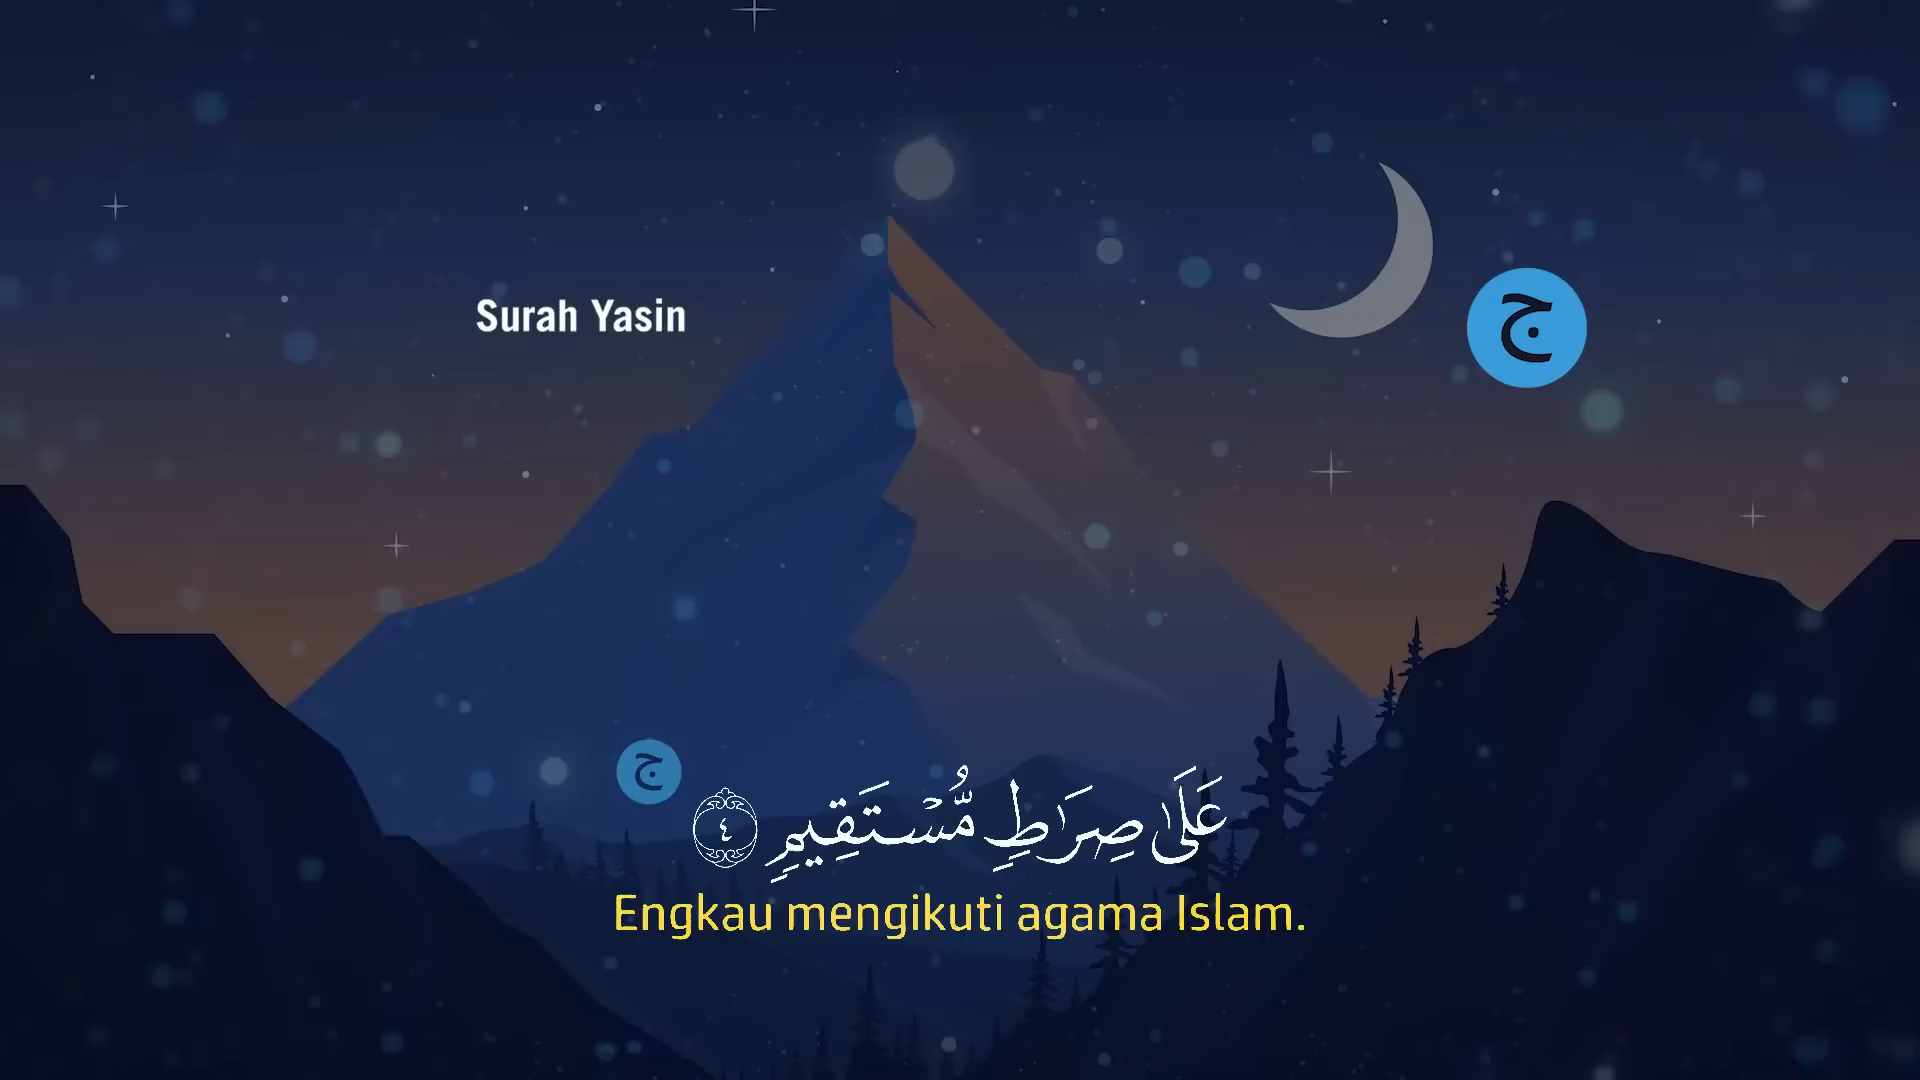 Surah Yasin
ج
ج
عَلَىٰ صِرَٰطٍ مُّسْتَقِيمٍ ٤
Engkau mengikuti agama Islam.